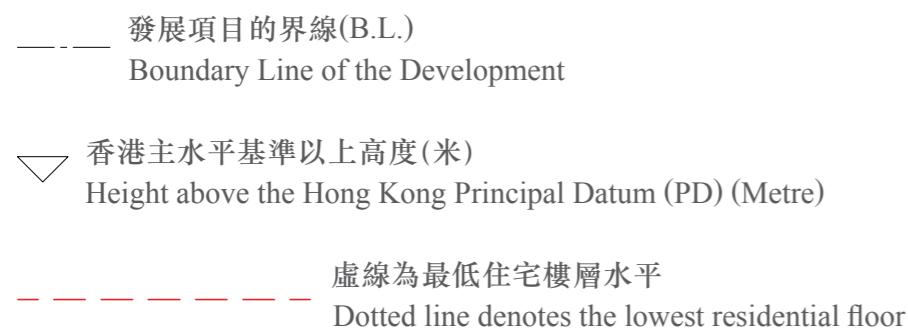 發展項目的界線(B.L.)
Boundary Line of the Development
香港主水平基準以上高度(米)
Height above the Hong Kong Principal Datum (PD) (Metre)
虛線為最低住宅樓層水平
Dotted line denotes the lowest residential floor